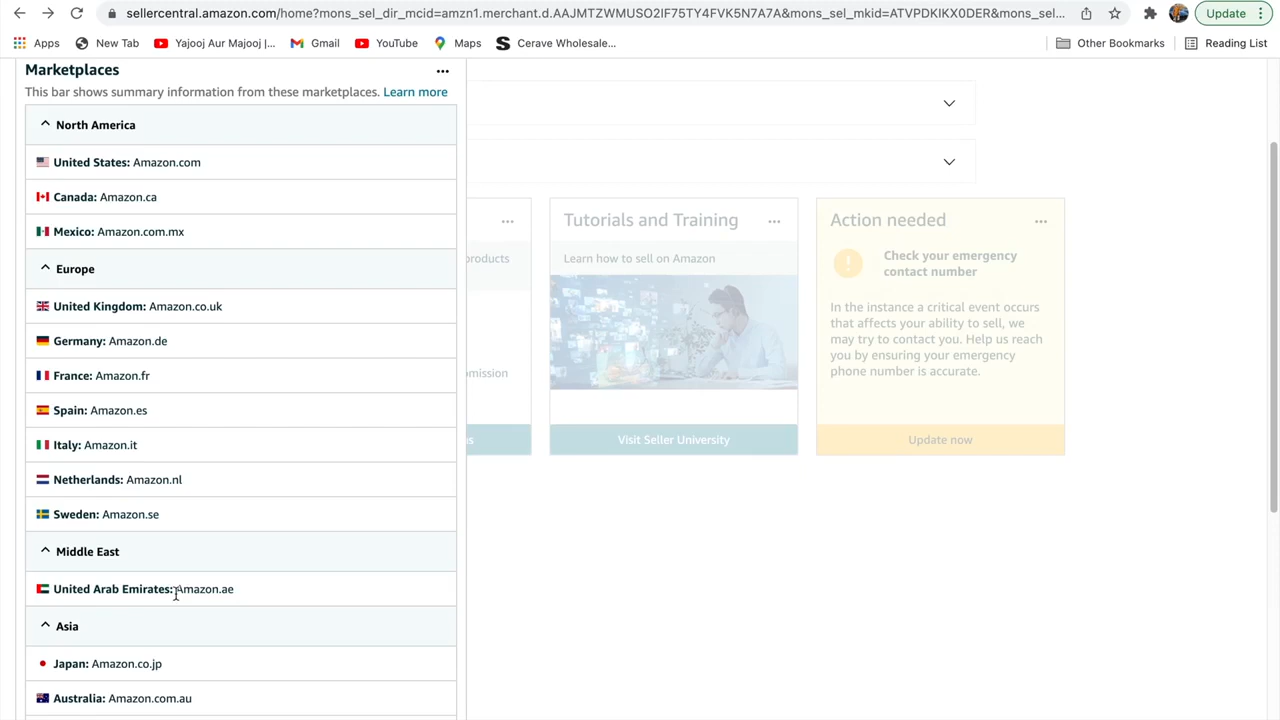 sellercentral.amazon.com/home?mons_sel_dir_mcid=amzn1.merchant.d.AAJMTZWMUSO2IF75TY4FVK5N7A7A&mons_sel_mkid=ATVPDKIKX0DER&mons_sel...
Update
Apps
New Tab
Yajooj Aur Majooj |...
Gmail
YouTube
Maps
Cerave Wholesale...
Other Bookmarks
Reading List
Marketplaces
This bar shows summary information from these marketplaces. Learn more
North America
United States: Amazon.com
Canada: Amazon.ca
Mexico: Amazon.com.mx
Europe
United Kingdom: Amazon.co.uk
Germany: Amazon.de
France: Amazon.fr
Spain: Amazon.es
Italy: Amazon.it
Netherlands: Amazon.nl
Sweden: Amazon.se
Middle East
United Arab Emirates: Amazon.ae
Asia
Japan: Amazon.co.jp
Australia: Amazon.com.au
products
omission
Tutorials and Training
Learn how to sell on Amazon
Visit Seller University
Action needed
Check your emergency
contact number
In the instance a critical event occurs
that affects your ability to sell, we
may try to contact you. Help us reach
you by ensuring your emergency
phone number is accurate.
Update now